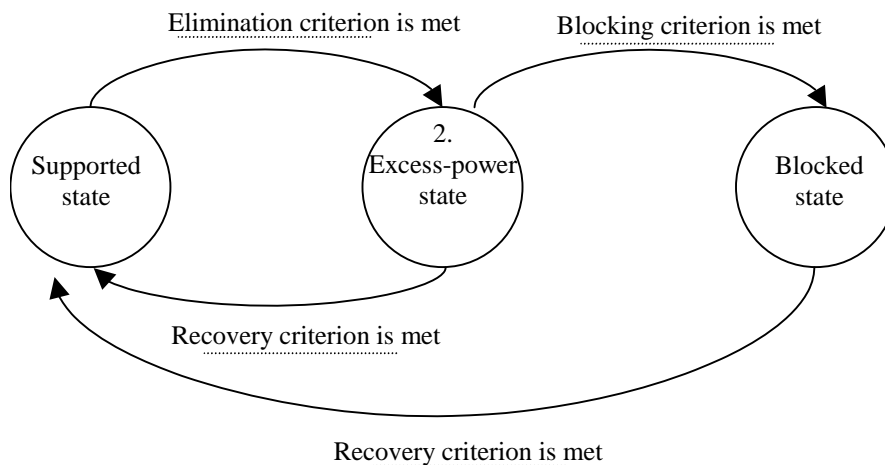 Elimination criterion is met
Blocking criterion is met
Supported
state
2.
Excess-power
state
Blocked
state
Recovery criterion is met
Recovery criterion is met